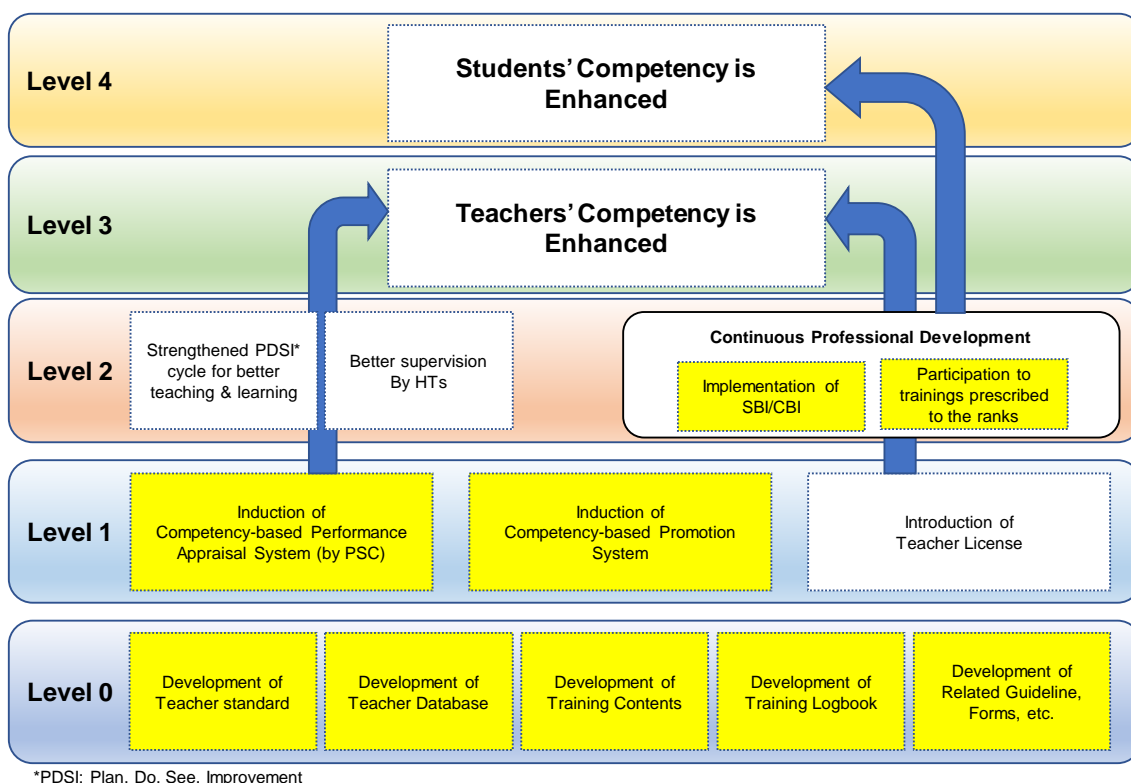 Level 4
Students’ Competency is
Enhanced
Level 3
Teachers’ Competency is
Enhanced
Level 2
Strengthened PDSI*
cycle for better
teaching & learning
Better supervision
By HTs
Continuous Professional Development
Implementation of
SBI/CBI
Participation to
trainings prescribed
to the ranks
Level 1
Induction of
Competency-based Performance
Appraisal System (by PSC)
Induction of
Competency-based Promotion
System
Introduction of
Teacher License
Level 0
Development of
Teacher standard
Development of
Teacher Database
Development of
Training Contents
Development of
Training Logbook
Development of
Related Guideline,
Forms, etc.
*PDSI: Plan, Do, See, Improvement